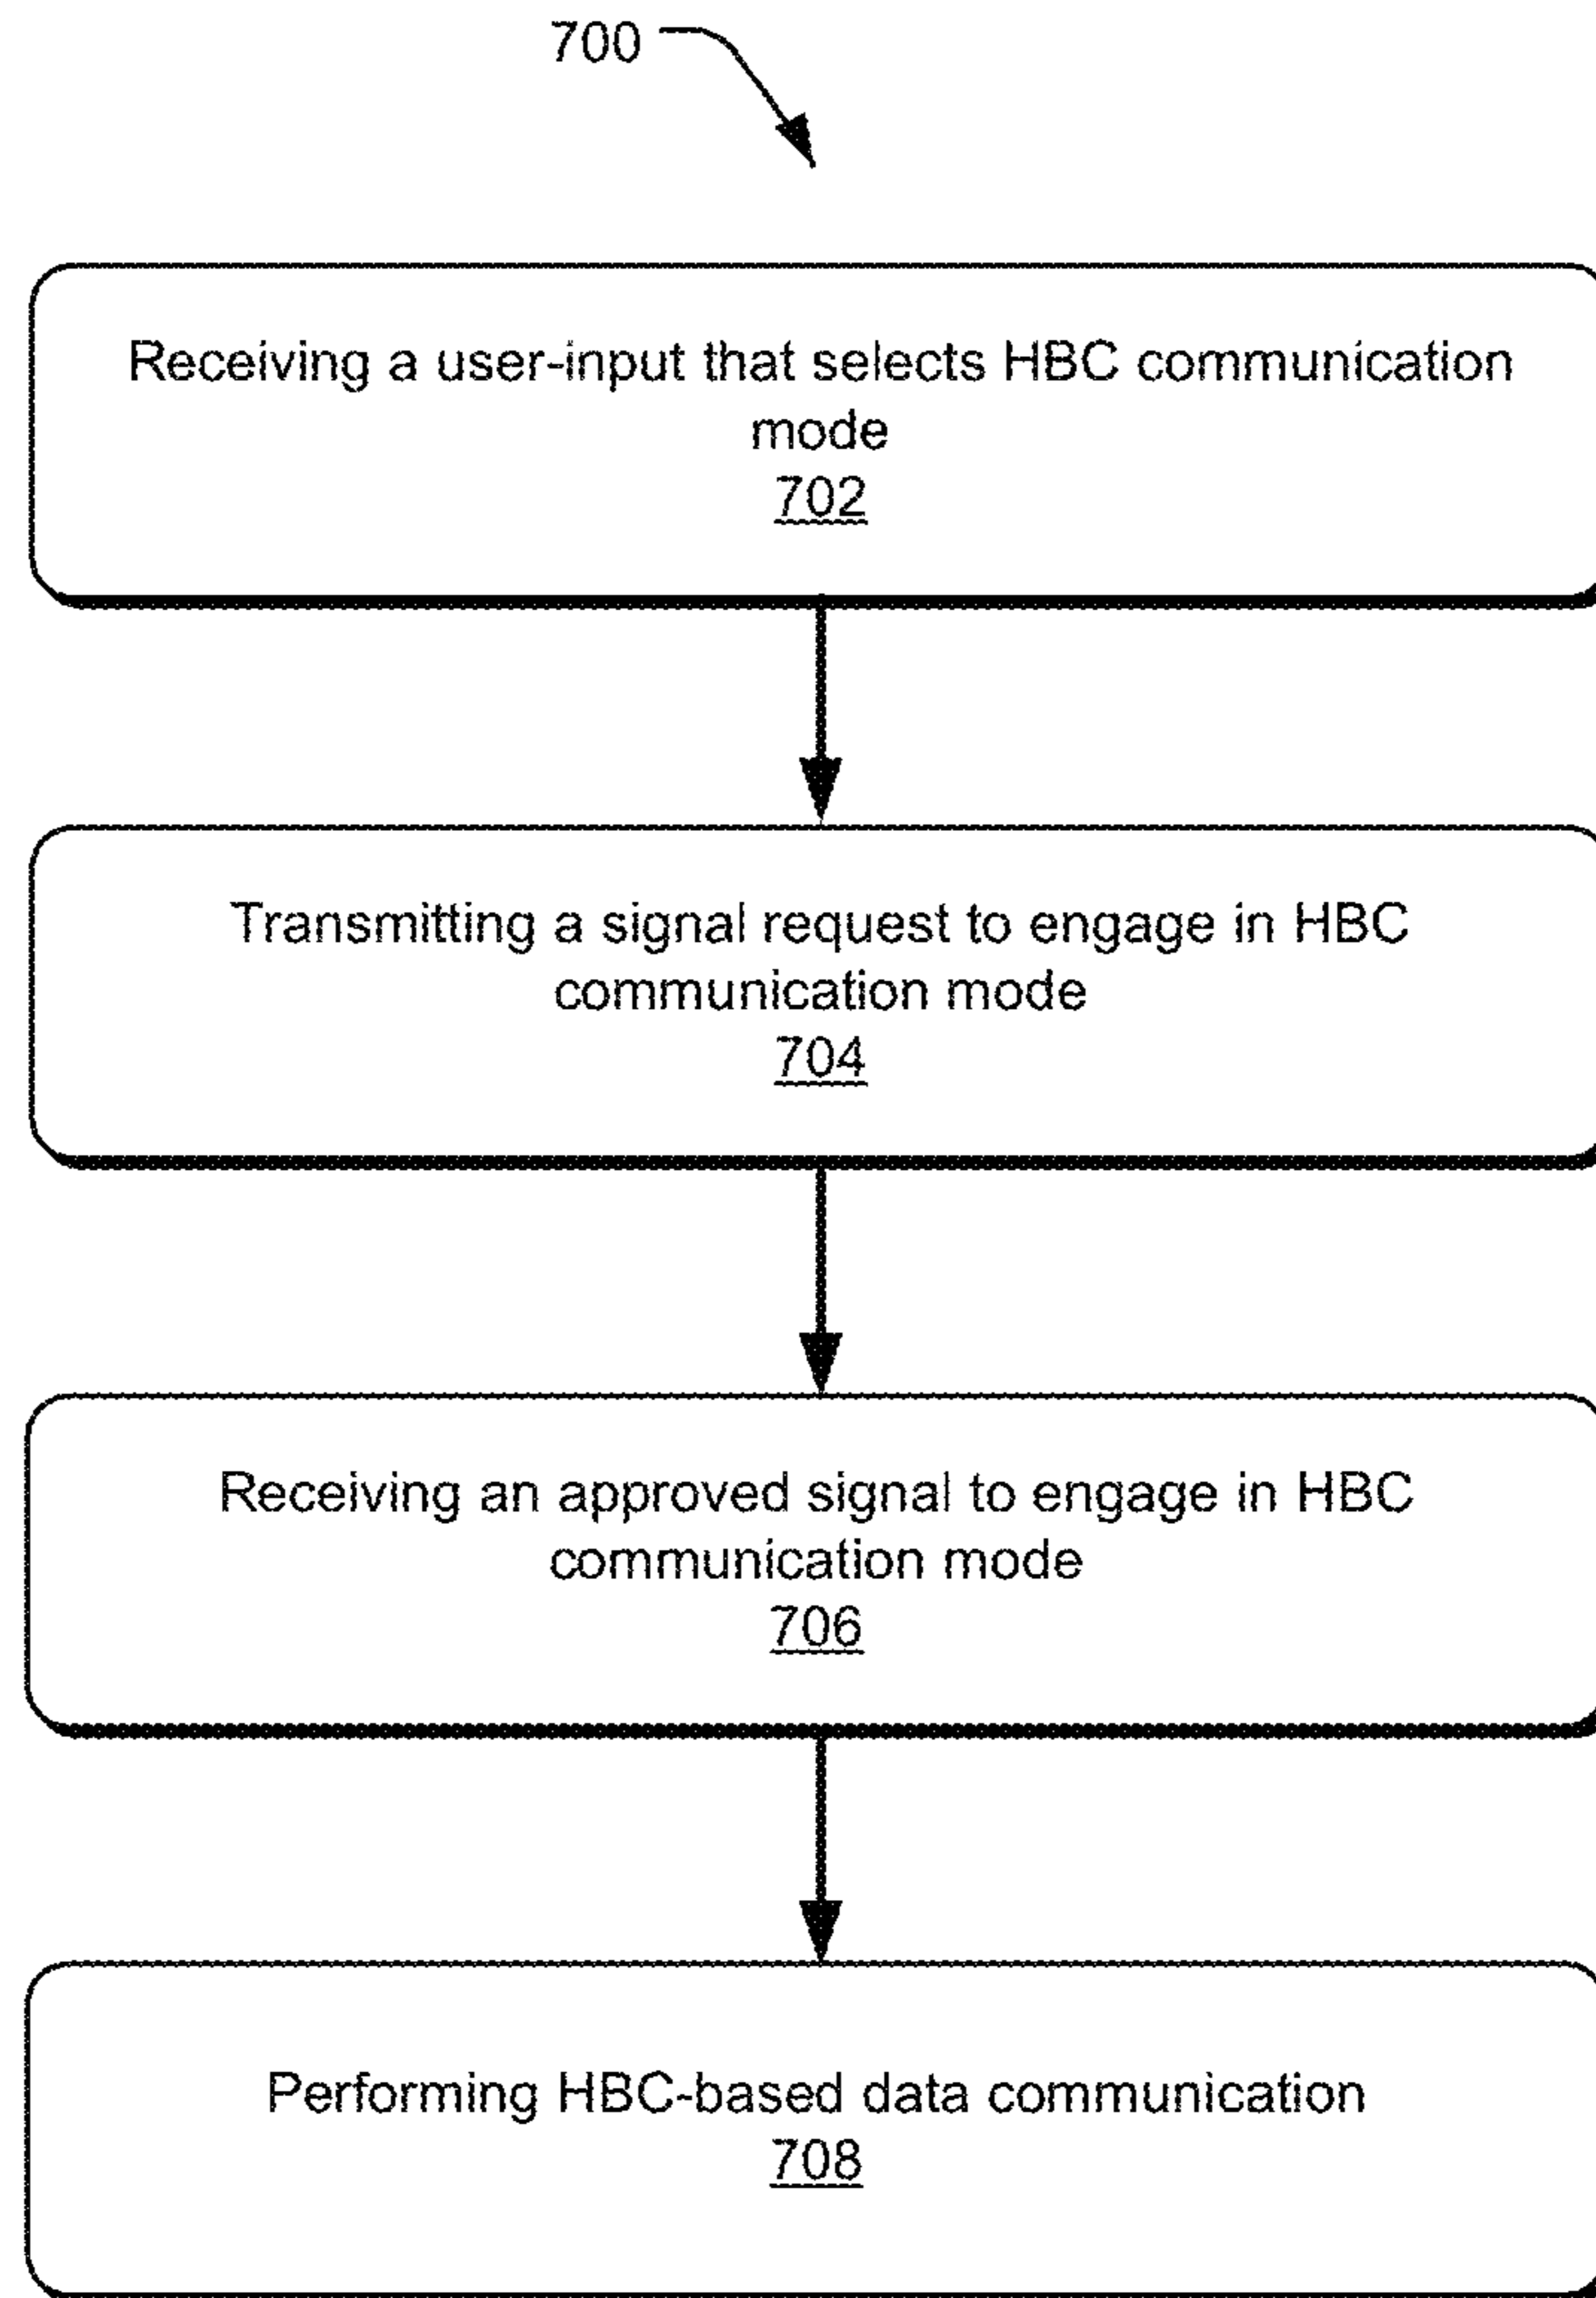 700
Receiving a user-input that selects HBC communication
mode
702
Transmitting a signal request to engage in HBC
communication mode
704
Receiving an approved signal to engage in HBC
communication mode
706
Performing HBC-based data communication
708